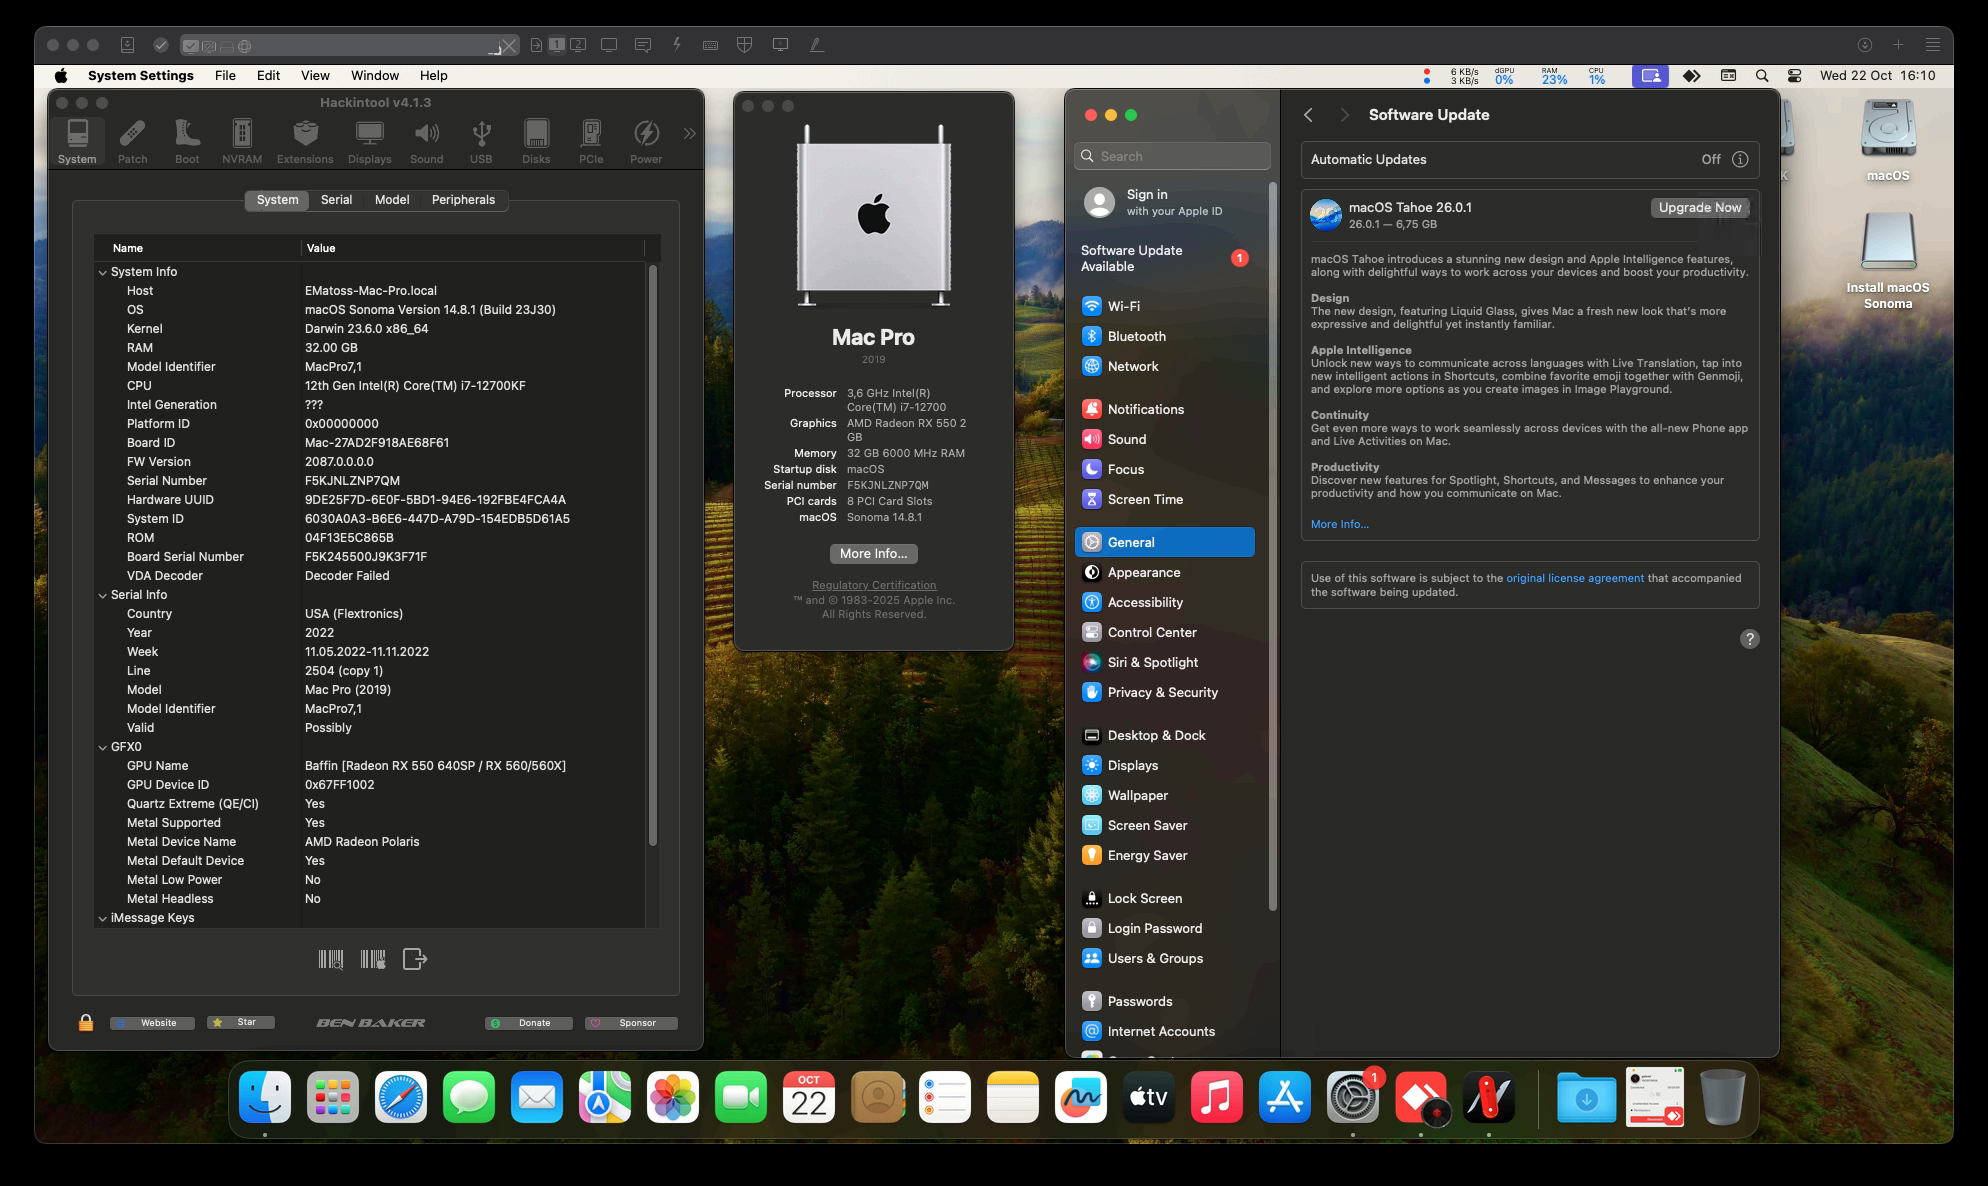 1 2
System Settings File Edit View Window Help
6 KB/s
3 KB/s
dGPU
0%
RAM
23%
CPU
1%
Wed 22 Oct 16:10
Hackintool v4.1.3
System Patch Boot NVRAM Extensions Displays Sound USB Disks PCIe Power
System Serial Model Peripherals
Name Value
System Info
Host EMatoss-Mac-Pro.local
OS macOS Sonoma Version 14.8.1 (Build 23J30)
Kernel Darwin 23.6.0 x86_64
RAM 32.00 GB
Model Identifier MacPro7,1
CPU 12th Gen Intel(R) Core(TM) i7-12700KF
Intel Generation ???
Platform ID 0x00000000
Board ID Mac-27AD2F918AE68F61
FW Version 2087.0.0.0.0
Serial Number F5KJNLZNP7QM
Hardware UUID 9DE25F7D-6E0F-5BD1-94E6-192FBE4FCA4A
System ID 6030A0A3-B6E6-447D-A79D-154EDB5D61A5
ROM 04F13E5C865B
Board Serial Number F5K245500J9K3F71F
VDA Decoder Decoder Failed
Serial Info
Country USA (Flextronics)
Year 2022
Week 11.05.2022-11.11.2022
Line 2504 (copy 1)
Model Mac Pro (2019)
Model Identifier MacPro7,1
Valid Possibly
GFX0
GPU Name Baffin [Radeon RX 550 640SP / RX 560/560X]
GPU Device ID 0x67FF1002
Quartz Extreme (QE/CI) Yes
Metal Supported Yes
Metal Device Name AMD Radeon Polaris
Metal Default Device Yes
Metal Low Power No
Metal Headless No
iMessage Keys
Website Star BEN BAKER Donate Sponsor
Mac Pro
2019
Processor 3,6 GHz Intel(R)
Core(TM) i7-12700
Graphics AMD Radeon RX 550 2
GB
Memory 32 GB 6000 MHz RAM
Startup disk macOS
Serial number F5KJNLZNP7QM
PCI cards 8 PCI Card Slots
macOS Sonoma 14.8.1
More Info...
Regulatory Certification
™ and © 1983-2025 Apple Inc.
All Rights Reserved.
Search
Sign in
with your Apple ID
Software Update
Available
1
Wi-Fi
Bluetooth
Network
Notifications
Sound
Focus
Screen Time
General
Appearance
Accessibility
Control Center
Siri & Spotlight
Privacy & Security
Desktop & Dock
Displays
Wallpaper
Screen Saver
Energy Saver
Lock Screen
Login Password
Users & Groups
Passwords
Internet Accounts
Software Update
Automatic Updates Off
macOS Tahoe 26.0.1
26.0.1 — 6,75 GB
Upgrade Now
macOS Tahoe introduces a stunning new design and Apple Intelligence features,
along with delightful ways to work across your devices and boost your productivity.
Design
The new design, featuring Liquid Glass, gives Mac a fresh new look that's more
expressive and delightful yet instantly familiar.
Apple Intelligence
Unlock new ways to communicate across languages with Live Translation, tap into
new intelligent actions in Shortcuts, combine favorite emoji together with Genmoji,
and explore more options as you create images in Image Playground.
Continuity
Get even more ways to work seamlessly across devices with the all-new Phone app
and Live Activities on Mac.
Productivity
Discover new features for Spotlight, Shortcuts, and Messages to enhance your
productivity and how you communicate on Mac.
More Info...
Use of this software is subject to the original license agreement that accompanied
the software being updated.
?
K
macOS
Install macOS
Sonoma
OCT
22
tv
1